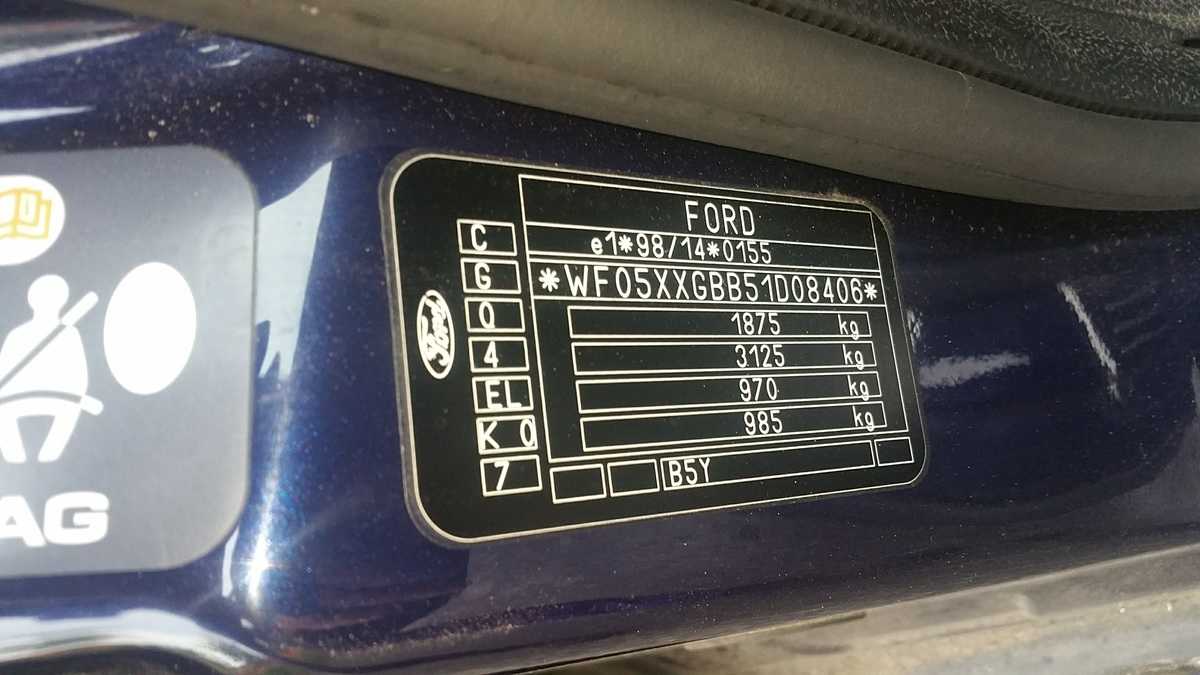 FORD
e1*98/14*0155
*WF05XXGBB51D08406*
1875 kg
3125 kg
970 kg
985 kg
C
G
0
4
EL
K 0
7
B5Y
Ford
AG